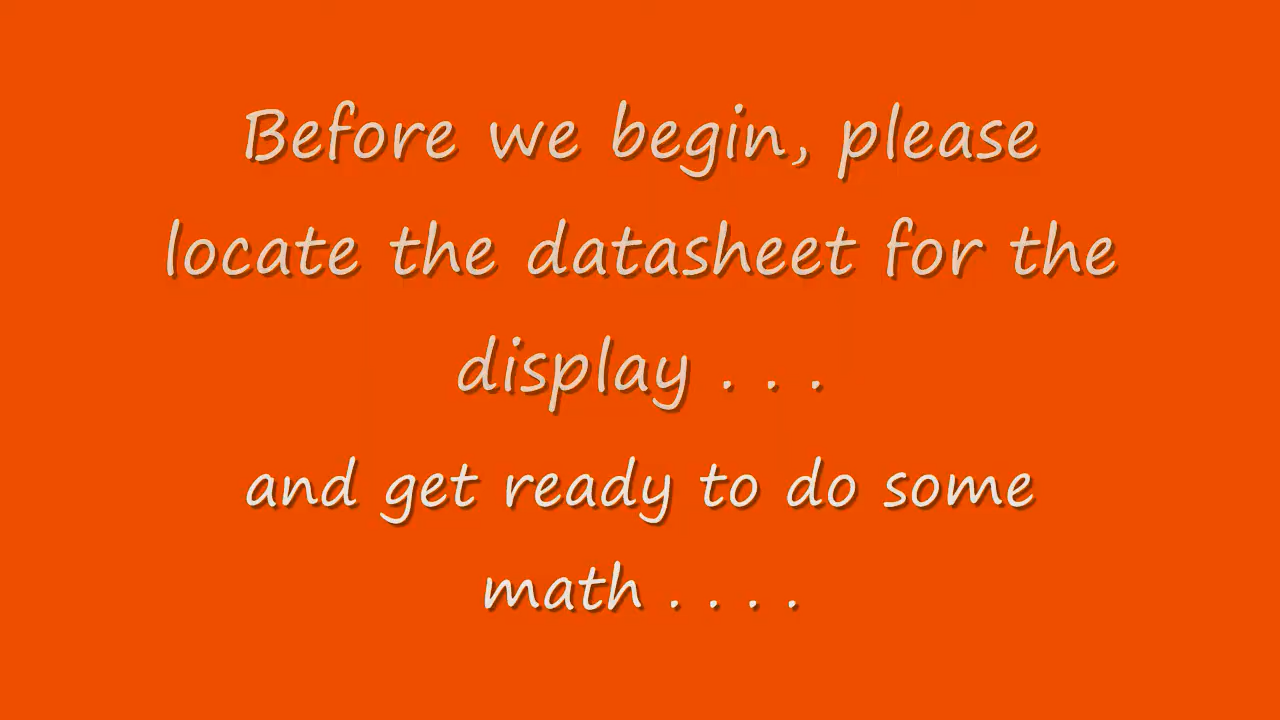 Before we begin, please
locate the datasheet for the
display . . .
and get ready to do some
math . . . .